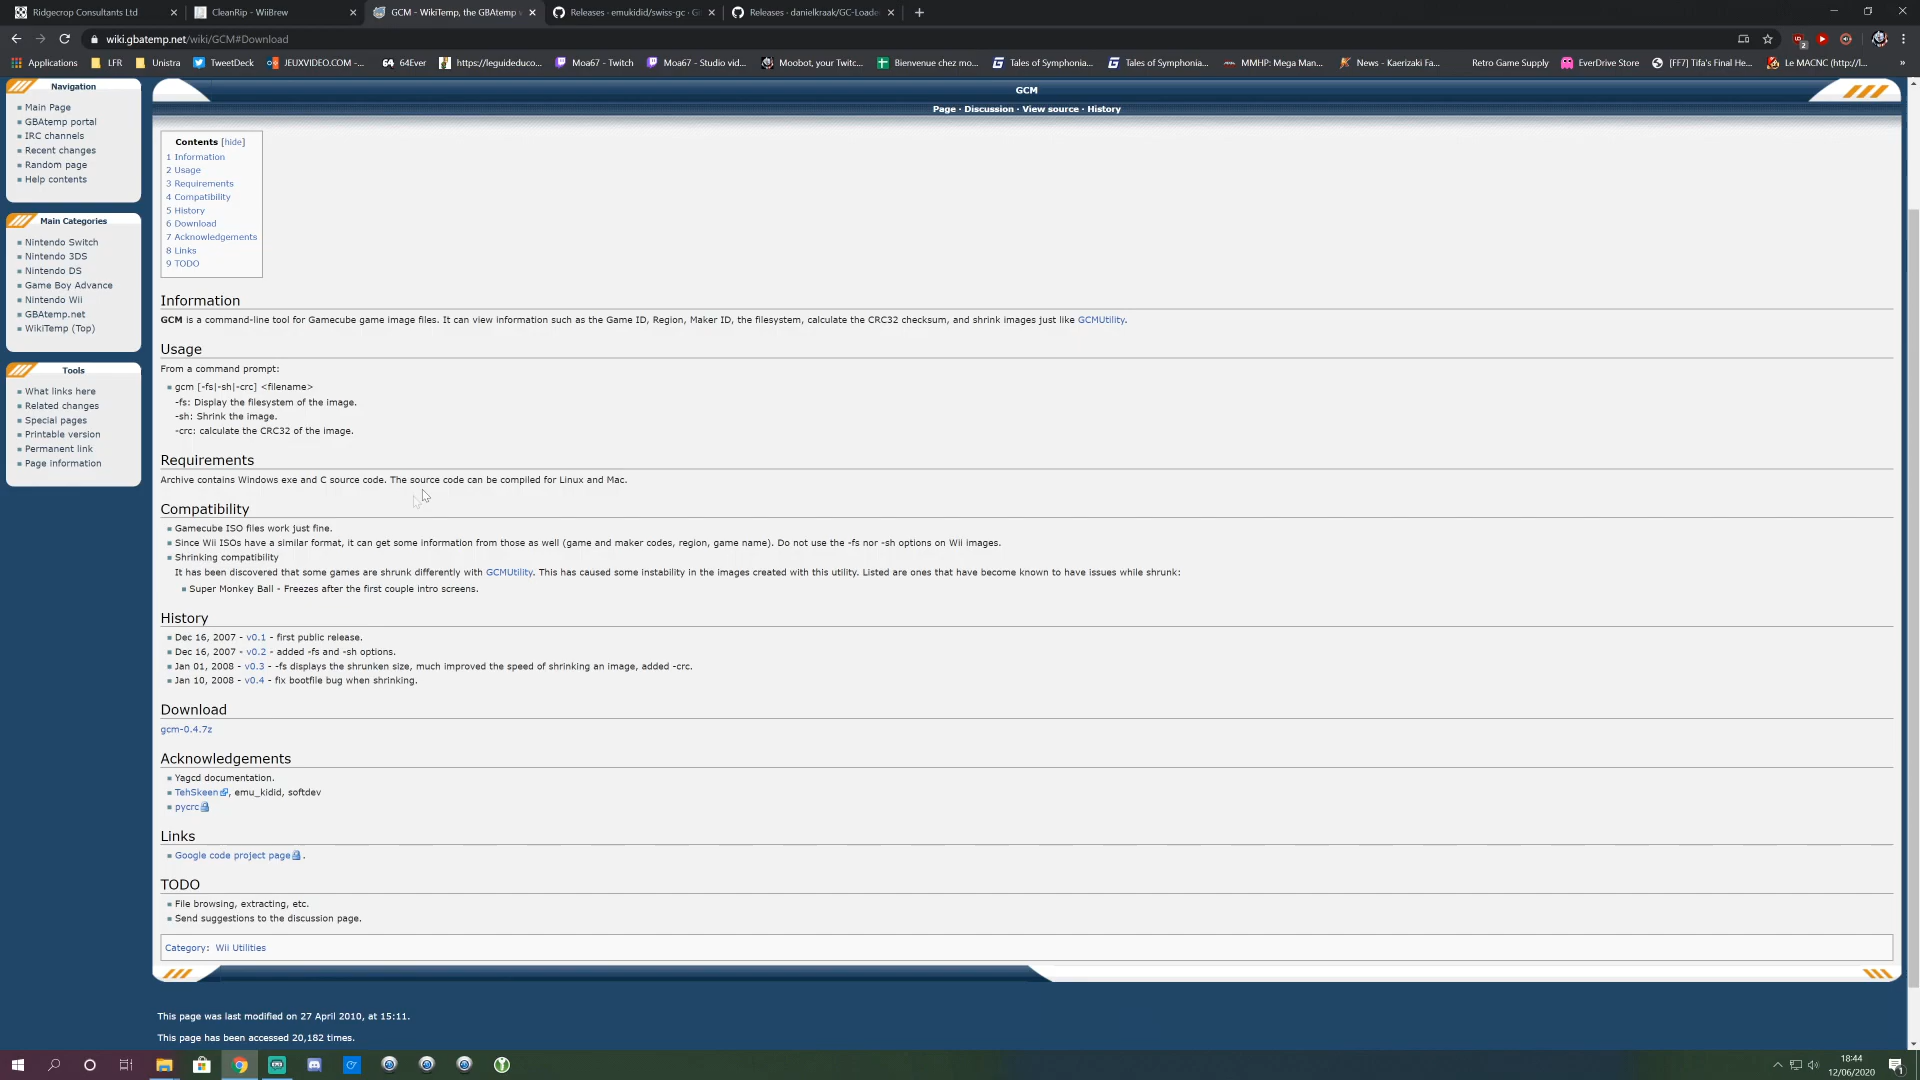 Ridgecrop Consultants Ltd
CleanRip - WiiBrew
GCM - WikiTemp, the GBAtemp w
Releases · emukidid/swiss-gc · Gi
Releases · danielkraak/GC-Loade
wiki.gbatemp.net/wiki/GCM#Download
Applications
LFR
Unistra
TweetDeck
JEUXVIDEO.COM -...
64Ever
https://leguideduco...
Moa67 - Twitch
Moa67 - Studio vid...
Moobot, your Twitc...
Bienvenue chez mo...
Tales of Symphonia...
Tales of Symphonia...
MMHP: Mega Man...
News - Kaerizaki Fa...
Retro Game Supply
EverDrive Store
[FF7] Tifa's Final He...
Le MACNC (http://l...
»
Navigation
Main Page
GBAtemp portal
IRC channels
Recent changes
Random page
Help contents
Main Categories
Nintendo Switch
Nintendo 3DS
Nintendo DS
Game Boy Advance
Nintendo Wii
GBAtemp.net
WikiTemp (Top)
Tools
What links here
Related changes
Special pages
Printable version
Permanent link
Page information
GCM
Page · Discussion · View source · History
Contents [hide]
1 Information
2 Usage
3 Requirements
4 Compatibility
5 History
6 Download
7 Acknowledgements
8 Links
9 TODO
Information
GCM is a command-line tool for Gamecube game image files. It can view information such as the Game ID, Region, Maker ID, the filesystem, calculate the CRC32 checksum, and shrink images just like GCMUtility.
Usage
From a command prompt:
gcm [-fs|-sh|-crc] <filename>
-fs: Display the filesystem of the image.
-sh: Shrink the image.
-crc: calculate the CRC32 of the image.
Requirements
Archive contains Windows exe and C source code. The source code can be compiled for Linux and Mac.
Compatibility
Gamecube ISO files work just fine.
Since Wii ISOs have a similar format, it can get some information from those as well (game and maker codes, region, game name). Do not use the -fs nor -sh options on Wii images.
Shrinking compatibility
It has been discovered that some games are shrunk differently with GCMUtility. This has caused some instability in the images created with this utility. Listed are ones that have become known to have issues while shrunk:
Super Monkey Ball - Freezes after the first couple intro screens.
History
Dec 16, 2007 - v0.1 - first public release.
Dec 16, 2007 - v0.2 - added -fs and -sh options.
Jan 01, 2008 - v0.3 - -fs displays the shrunken size, much improved the speed of shrinking an image, added -crc.
Jan 10, 2008 - v0.4 - fix bootfile bug when shrinking.
Download
gcm-0.4.7z
Acknowledgements
Yagcd documentation.
TehSkeen, emu_kidid, softdev
pycrc
Links
Google code project page.
TODO
File browsing, extracting, etc.
Send suggestions to the discussion page.
Category: Wii Utilities
This page was last modified on 27 April 2010, at 15:11.
This page has been accessed 20,182 times.
18:44
12/06/2020